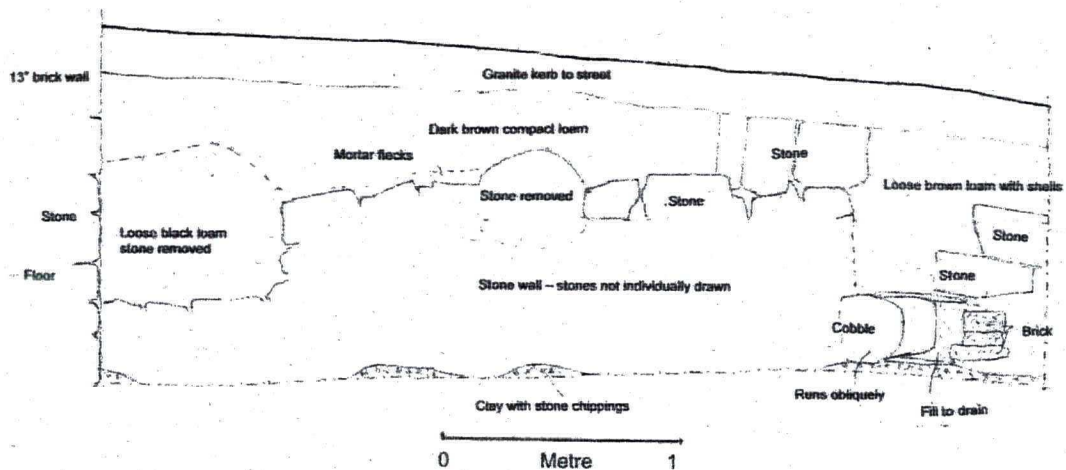 13" brick wall
Granite kerb to street
Dark brown compact loam
Mortar flecks
Stone
Stone removed
Stone
Loose brown loam with shells
Stone
Loose black loam
stone removed
Stone
Floor
Stone
Stone wall – stones not individually drawn
Cobble
Brick
Runs obliquely
Clay with stone chippings
Fill to drain
0 Metre 1